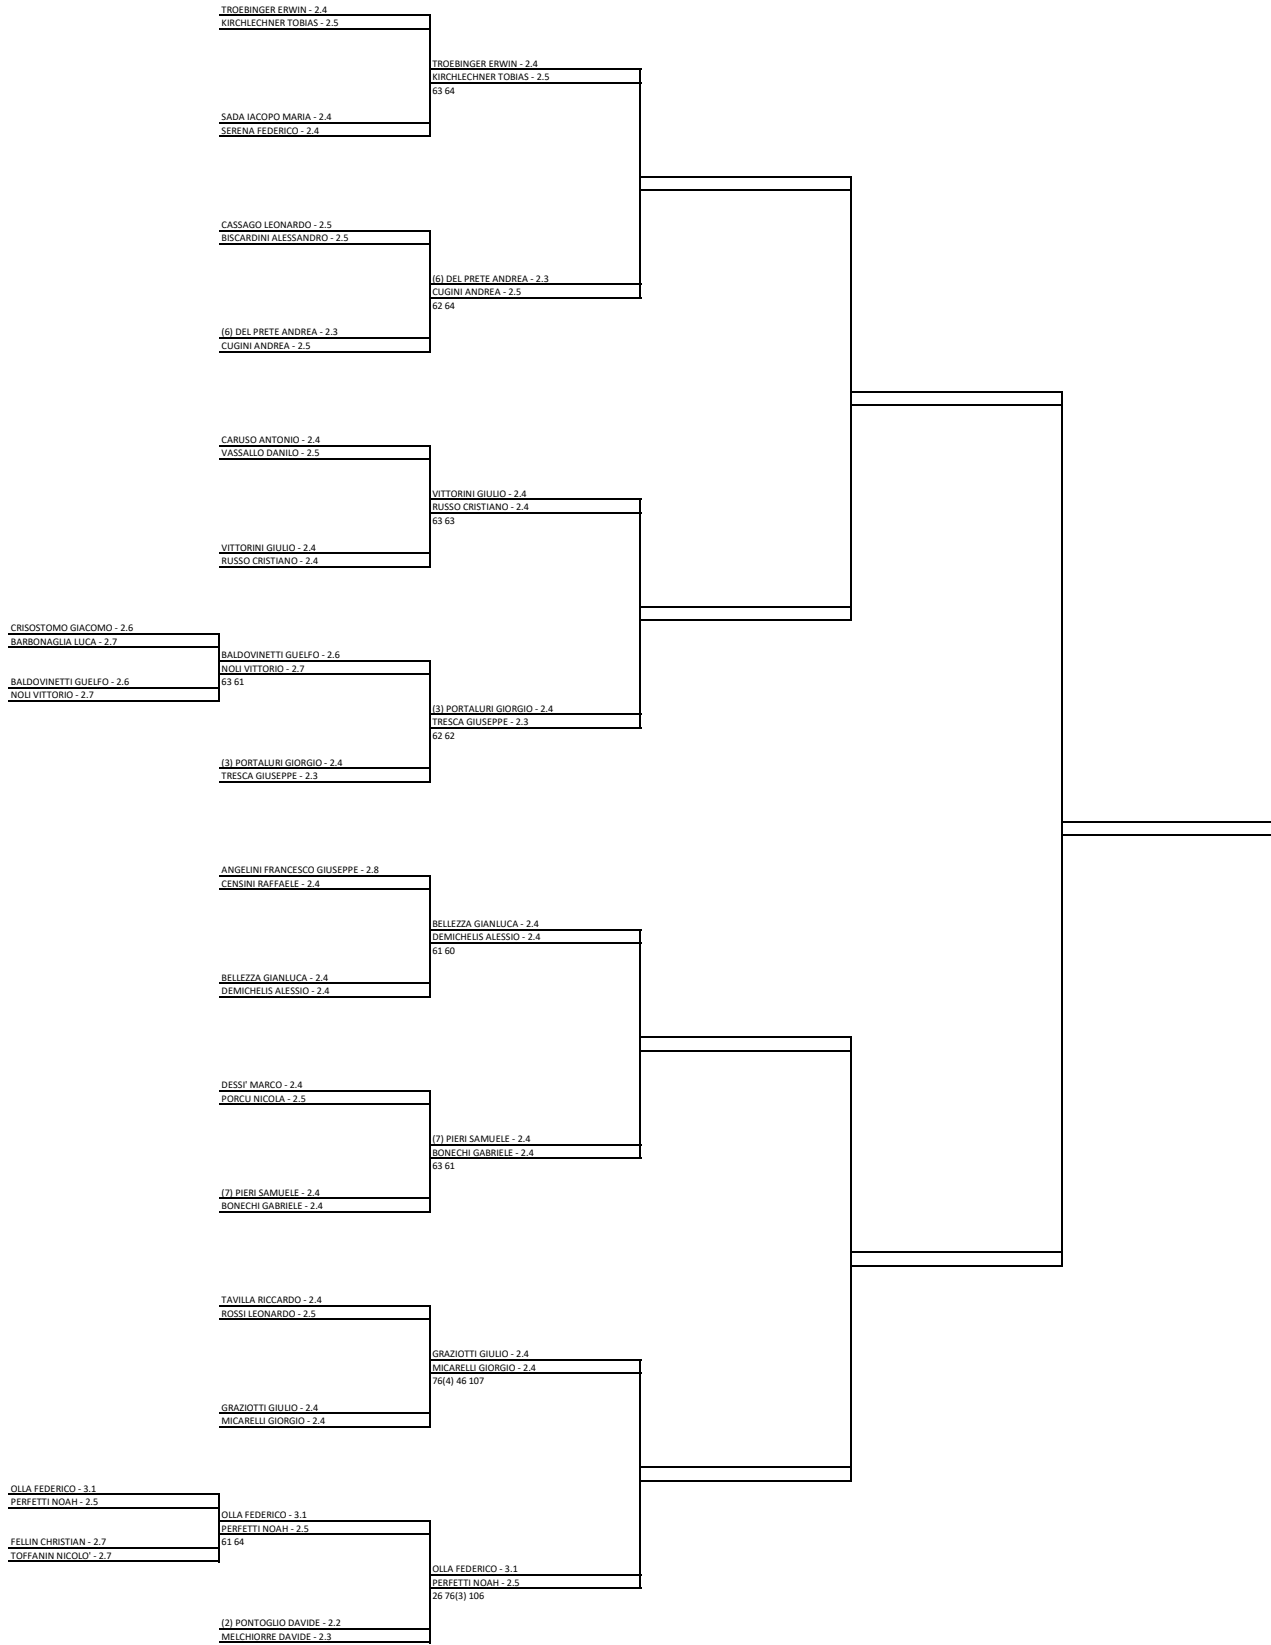 TROEBINGER ERWIN - 2.4
KIRCHLECHNER TOBIAS - 2.5
TROEBINGER ERWIN - 2.4
KIRCHLECHNER TOBIAS - 2.5
63 64
SADA IACOPO MARIA - 2.4
SERENA FEDERICO - 2.4
CASSAGO LEONARDO - 2.5
BISCARDINI ALESSANDRO - 2.5
(6) DEL PRETE ANDREA - 2.3
CUGINI ANDREA - 2.5
62 64
(6) DEL PRETE ANDREA - 2.3
CUGINI ANDREA - 2.5
CARUSO ANTONIO - 2.4
VASSALLO DANILO - 2.5
VITTORINI GIULIO - 2.4
RUSSO CRISTIANO - 2.4
63 63
VITTORINI GIULIO - 2.4
RUSSO CRISTIANO - 2.4
CRISOSTOMO GIACOMO - 2.6
BARBONAGLIA LUCA - 2.7
BALDOVINETTI GUELFO - 2.6
NOLI VITTORIO - 2.7
63 61
BALDOVINETTI GUELFO - 2.6
NOLI VITTORIO - 2.7
(3) PORTALURI GIORGIO - 2.4
TRESCA GIUSEPPE - 2.3
62 62
(3) PORTALURI GIORGIO - 2.4
TRESCA GIUSEPPE - 2.3
ANGELINI FRANCESCO GIUSEPPE - 2.8
CENSINI RAFFAELE - 2.4
BELLEZZA GIANLUCA - 2.4
DEMICHELIS ALESSIO - 2.4
61 60
BELLEZZA GIANLUCA - 2.4
DEMICHELIS ALESSIO - 2.4
DESSI' MARCO - 2.4
PORCU NICOLA - 2.5
(7) PIERI SAMUELE - 2.4
BONECHI GABRIELE - 2.4
63 61
(7) PIERI SAMUELE - 2.4
BONECHI GABRIELE - 2.4
TAVILLA RICCARDO - 2.4
ROSSI LEONARDO - 2.5
GRAZIOTTI GIULIO - 2.4
MICARELLI GIORGIO - 2.4
76(4) 46 107
GRAZIOTTI GIULIO - 2.4
MICARELLI GIORGIO - 2.4
OLLA FEDERICO - 3.1
PERFETTI NOAH - 2.5
OLLA FEDERICO - 3.1
PERFETTI NOAH - 2.5
61 64
FELLIN CHRISTIAN - 2.7
TOFFANIN NICOLO' - 2.7
OLLA FEDERICO - 3.1
PERFETTI NOAH - 2.5
26 76(3) 106
(2) PONTOGLIO DAVIDE - 2.2
MELCHIORRE DAVIDE - 2.3